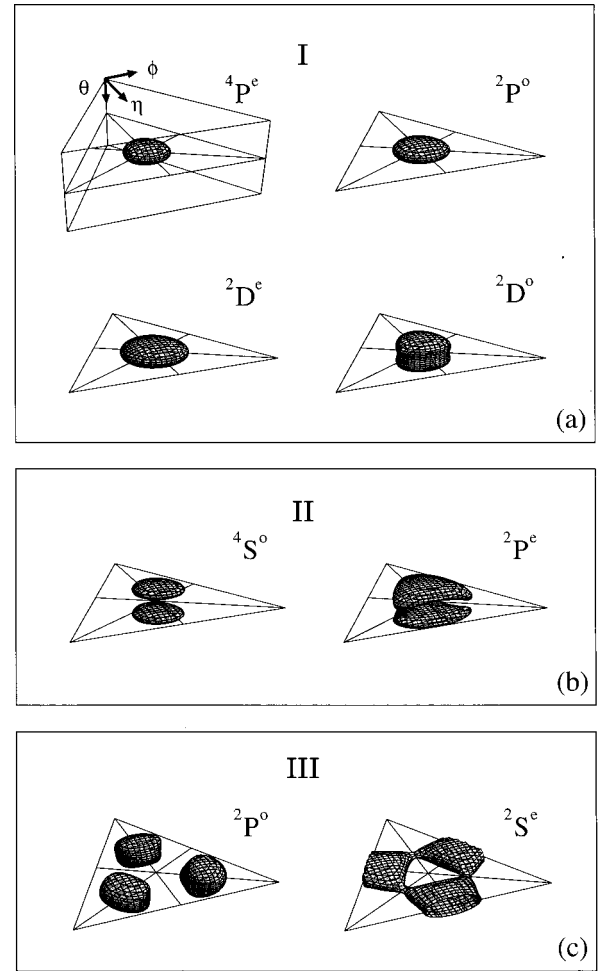 I
θ φ η
⁴Pᵉ ²Pᵒ
²Dᵉ ²Dᵒ
(a)
II
⁴Sᵒ ²Pᵉ
(b)
III
²Pᵒ ²Sᵉ
(c)